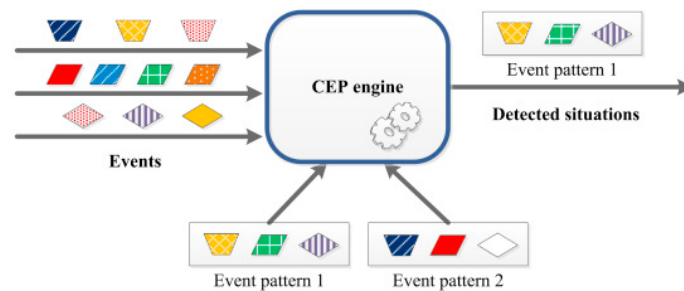 Event pattern 1
CEP engine
Detected situations
Events
Event pattern 1
Event pattern 2